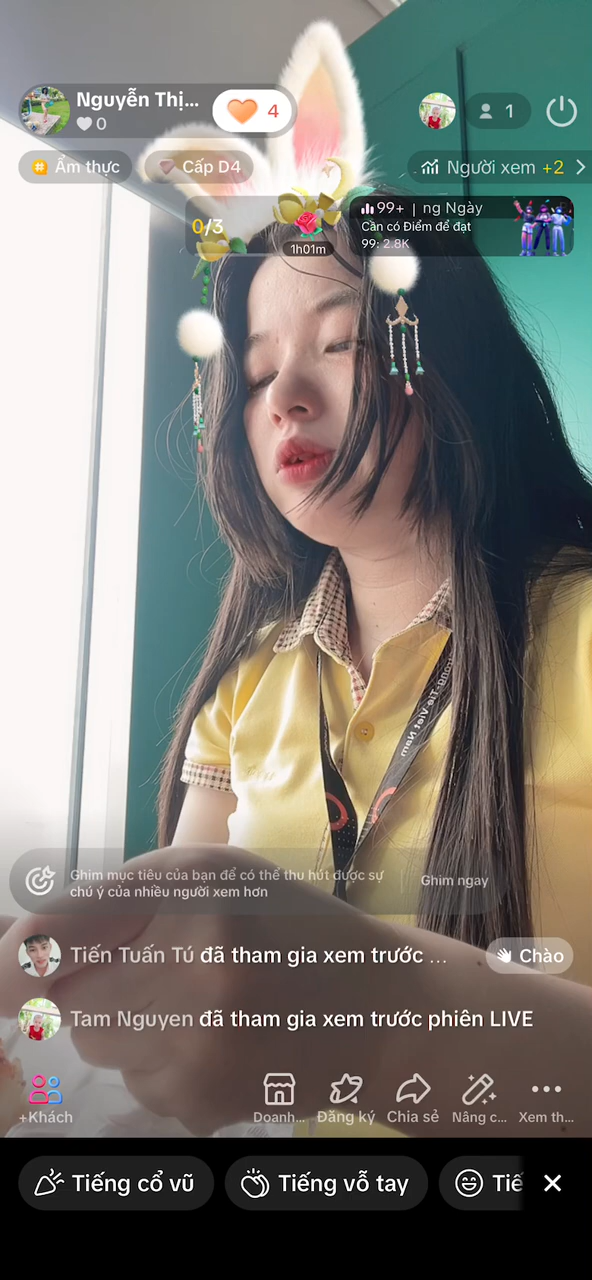 Nguyễn Thị...
0
4
1
Ẩm thực
Cấp D4
Người xem +2
0/3
1h01m
99+ | ng Ngày
Cần có Điểm để đạt
99: 2.8K
Viet Nam
Ghim mục tiêu của bạn để có thể thu hút được sự
chú ý của nhiều người xem hơn
Ghim ngay
Tiến Tuấn Tú đã tham gia xem trước ...
Chào
Tam Nguyen đã tham gia xem trước phiên LIVE
+Khách
Doanh...
Đăng ký
Chia sẻ
Nâng c...
Xem th...
Tiếng cổ vũ
Tiếng vỗ tay
Tiế